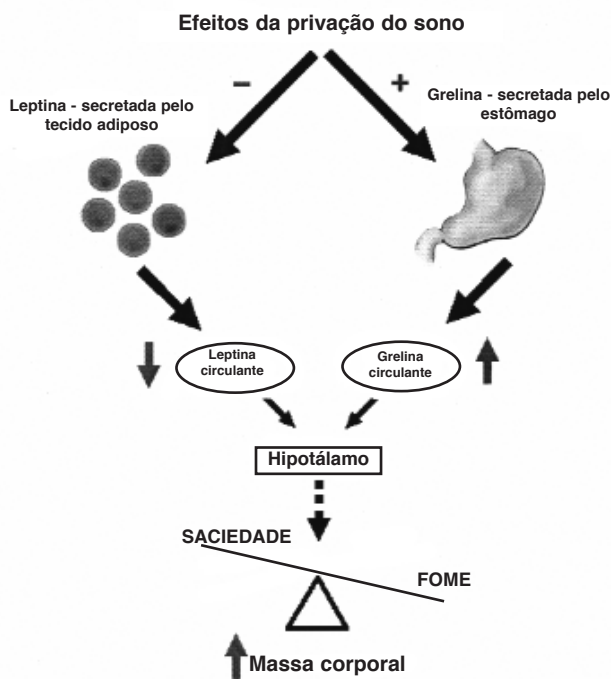 Efeitos da privação do sono
−
+
Leptina - secretada pelo
tecido adiposo
Grelina - secretada pelo
estômago
Leptina
circulante
Grelina
circulante
Hipotálamo
SACIEDADE
FOME
Massa corporal